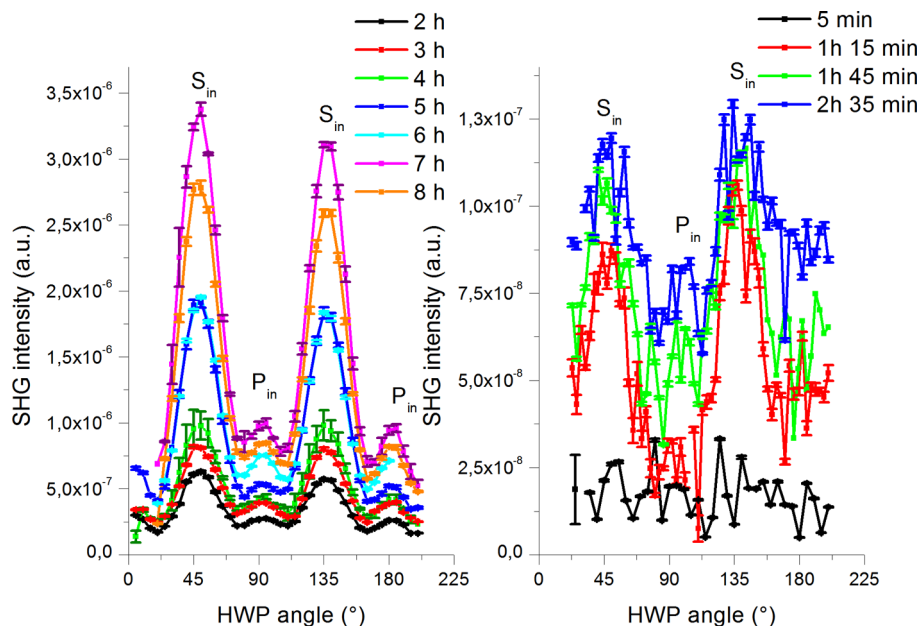 2 h
3 h
4 h
5 h
6 h
7 h
8 h
3,5x10⁻⁶
3,0x10⁻⁶
2,5x10⁻⁶
2,0x10⁻⁶
1,5x10⁻⁶
1,0x10⁻⁶
5,0x10⁻⁷
0,0
SHG intensity (a.u.)
S_in
S_in
P_in
P_in
0 45 90 135 180 225
HWP angle (°)
5 min
1h 15 min
1h 45 min
2h 35 min
1,3x10⁻⁷
1,0x10⁻⁷
7,5x10⁻⁸
5,0x10⁻⁸
2,5x10⁻⁸
0,0
SHG intensity (a.u.)
S_in
S_in
P_in
0 45 90 135 180 225
HWP angle (°)